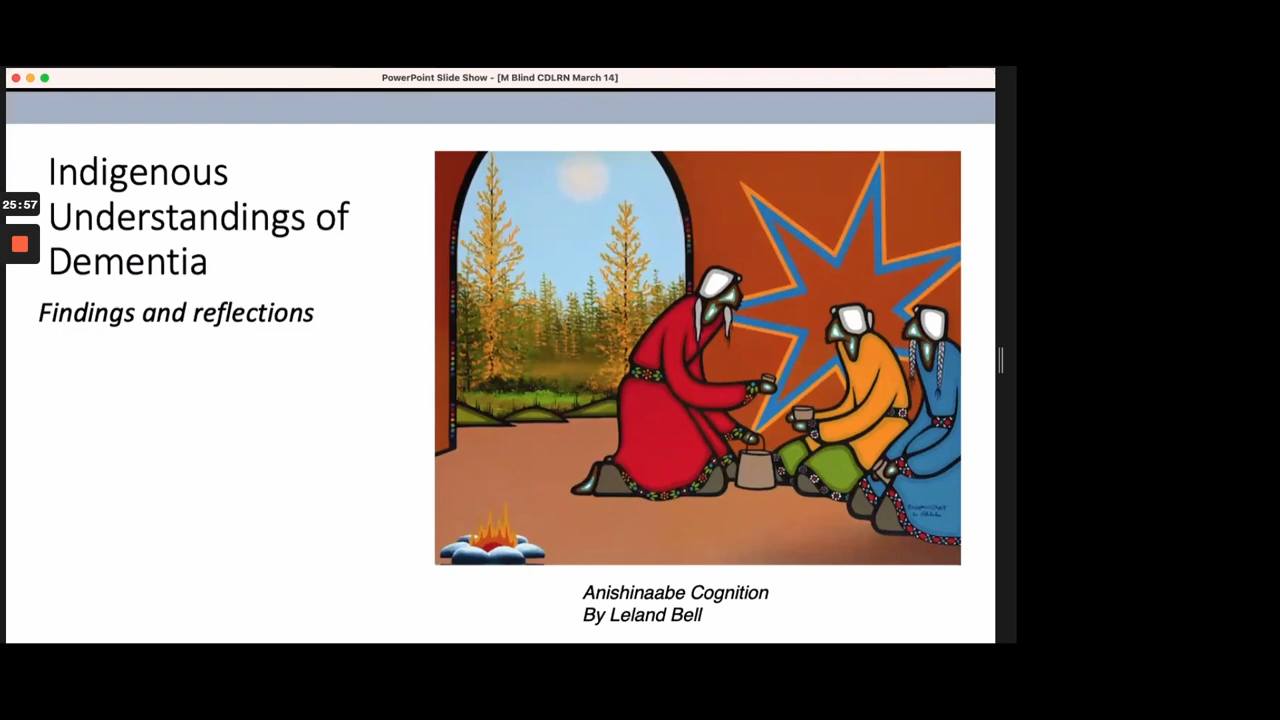 PowerPoint Slide Show - [M Blind CDLRN March 14]
Indigenous
Understandings of
Dementia
25:57
Findings and reflections
Anishinaabe Cognition
By Leland Bell